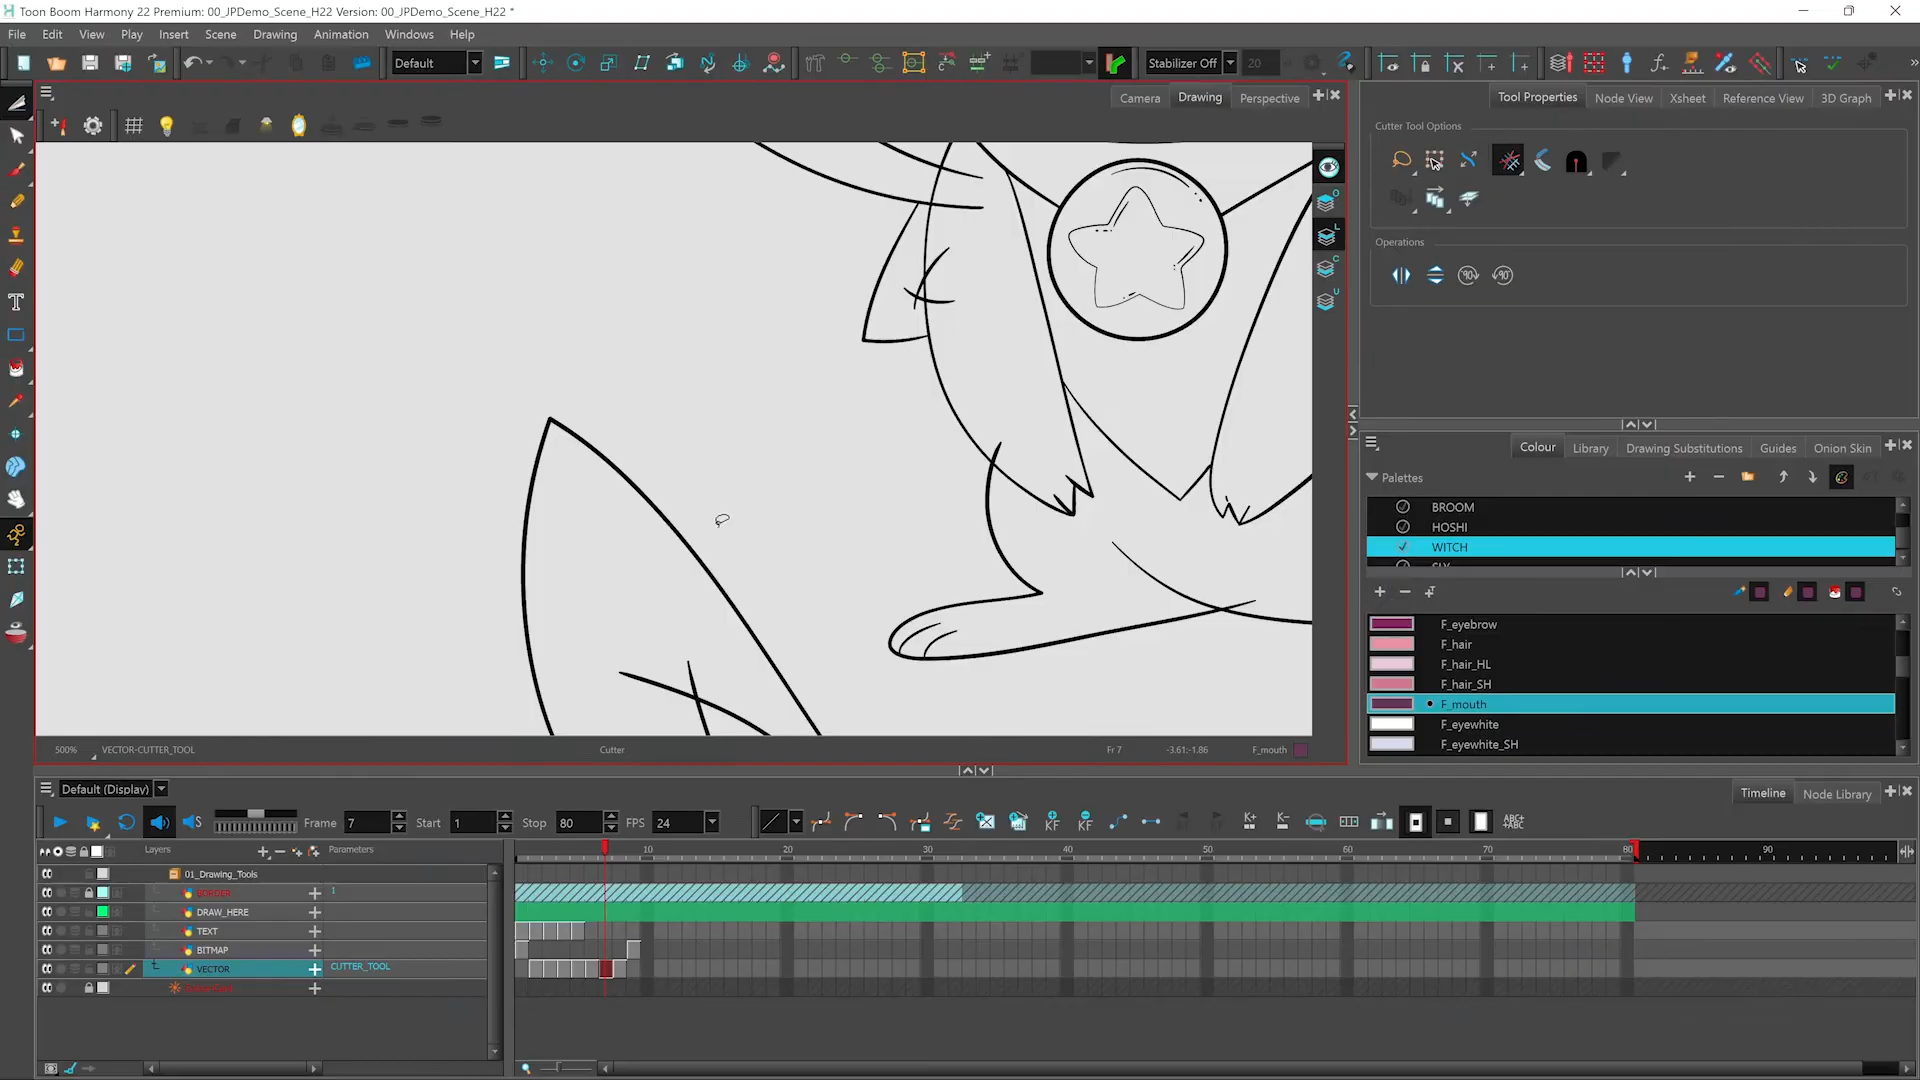 Toon Boom Harmony 22 Premium: 00_JPDemo_Scene_H22 Version: 00_JPDemo_Scene_H22 *
File Edit View Play Insert Scene Drawing Animation Windows Help
Default
Stabilizer Off
20
Camera Drawing Perspective
Tool Properties Node View Xsheet Reference View 3D Graph
Cutter Tool Options
Operations
90 90
O
L
C
U
Colour Library Drawing Substitutions Guides Onion Skin
Palettes
BROOM
HOSHI
WITCH
F_eyebrow
F_hair
F_hair_HL
F_hair_SH
F_mouth
F_eyewhite
F_eyewhite_SH
500% VECTOR-CUTTER_TOOL Cutter Fr 7 -3.61:-1.86 F_mouth
Default (Display)
Timeline Node Library
Frame 7 Start 1 Stop 80 FPS 24
Layers Parameters
10 20 30 40 50 60 70 80 90
01_Drawing_Tools
BORDER 1
DRAW_HERE
TEXT
BITMAP
VECTOR CUTTER_TOOL